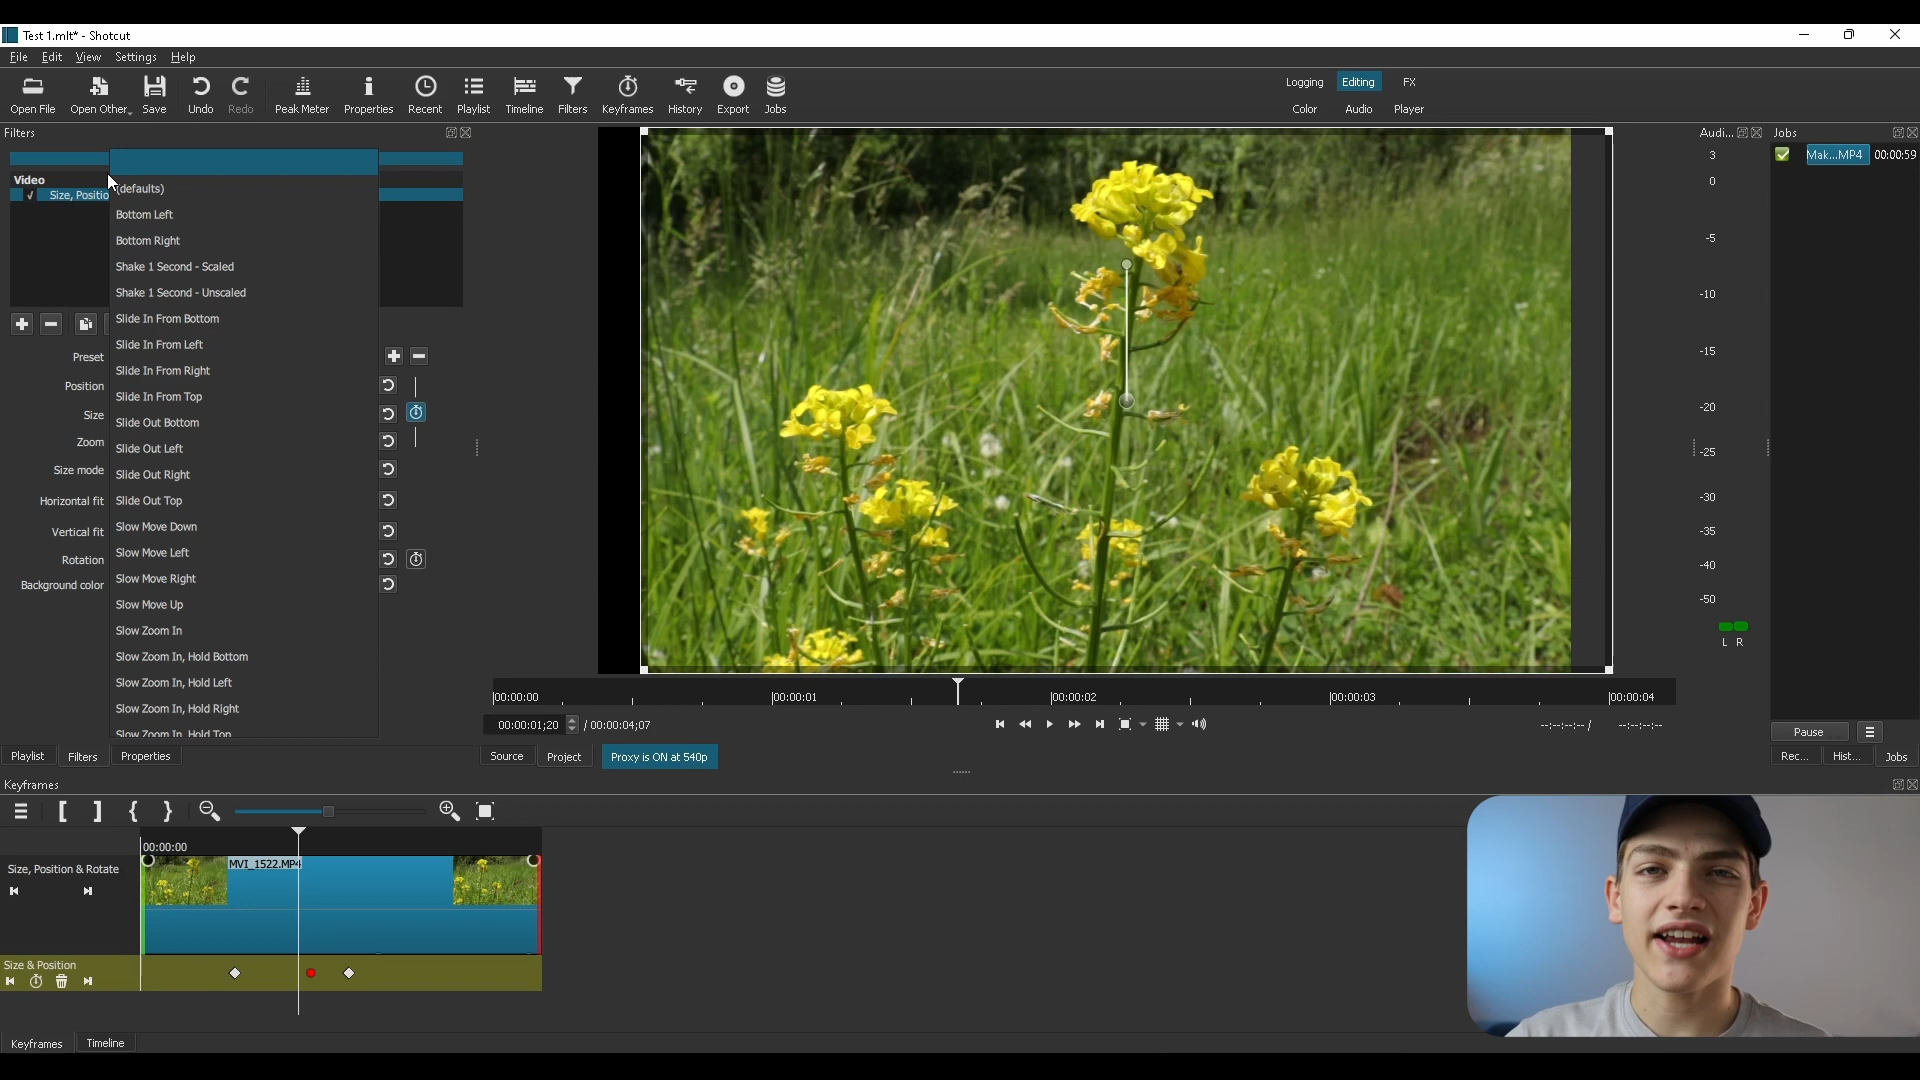 Test 1.mlt* - Shotcut
File Edit View Settings Help
Open File Open Other... Save Undo Redo Peak Meter Properties Recent Playlist Timeline Filters Keyframes History Export Jobs
Logging Editing FX
Color Audio Player
Filters
Video
Size, Positio
(defaults)
Bottom Left
Bottom Right
Shake 1 Second - Scaled
Shake 1 Second - Unscaled
Slide In From Bottom
Slide In From Left
Slide In From Right
Slide In From Top
Slide Out Bottom
Slide Out Left
Slide Out Right
Slide Out Top
Slow Move Down
Slow Move Left
Slow Move Right
Slow Move Up
Slow Zoom In
Slow Zoom In, Hold Bottom
Slow Zoom In, Hold Left
Slow Zoom In, Hold Right
Slow Zoom In, Hold Top
Preset
Position
Size
Zoom
Size mode
Horizontal fit
Vertical fit
Rotation
Background color
Playlist Filters Properties
00:00:00 00:00:01 00:00:02 00:00:03 00:00:04
00:00:01;20 / 00:00:04;07
--:--:--:-- / --:--:--:--
Source Project Proxy is ON at 540p
Audi...
3
0
-5
-10
-15
-20
-25
-30
-35
-40
-50
L R
Jobs
Mak...MP4 00:00:59
Pause
Rec... Hist... Jobs
Keyframes
00:00:00
Size, Position & Rotate
MVI_1522.MP4
Size & Position
Keyframes Timeline